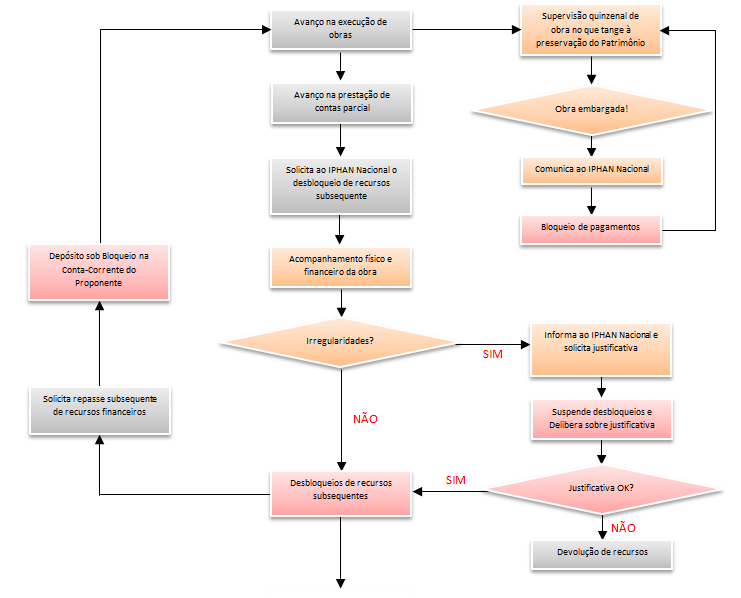 Avanço na execução de
obras
Supervisão quinzenal de
obra no que tange à
preservação do Patrimônio
Avanço na prestação de
contas parcial
Obra embargada!
Solicita ao IPHAN Nacional o
desbloqueio de recursos
subsequente
Comunica ao IPHAN Nacional
Bloqueio de pagamentos
Depósito sob Bloqueio na
Conta-Corrente do
Proponente
Acompanhamento físico e
financeiro da obra
Irregularidades?
SIM
Informa ao IPHAN Nacional e
solicita justificativa
NÃO
Solicita repasse subsequente
de recursos financeiros
Suspende desbloqueios e
Delibera sobre justificativa
Desbloqueios de recursos
subsequentes
SIM
Justificativa OK?
NÃO
Devolução de recursos